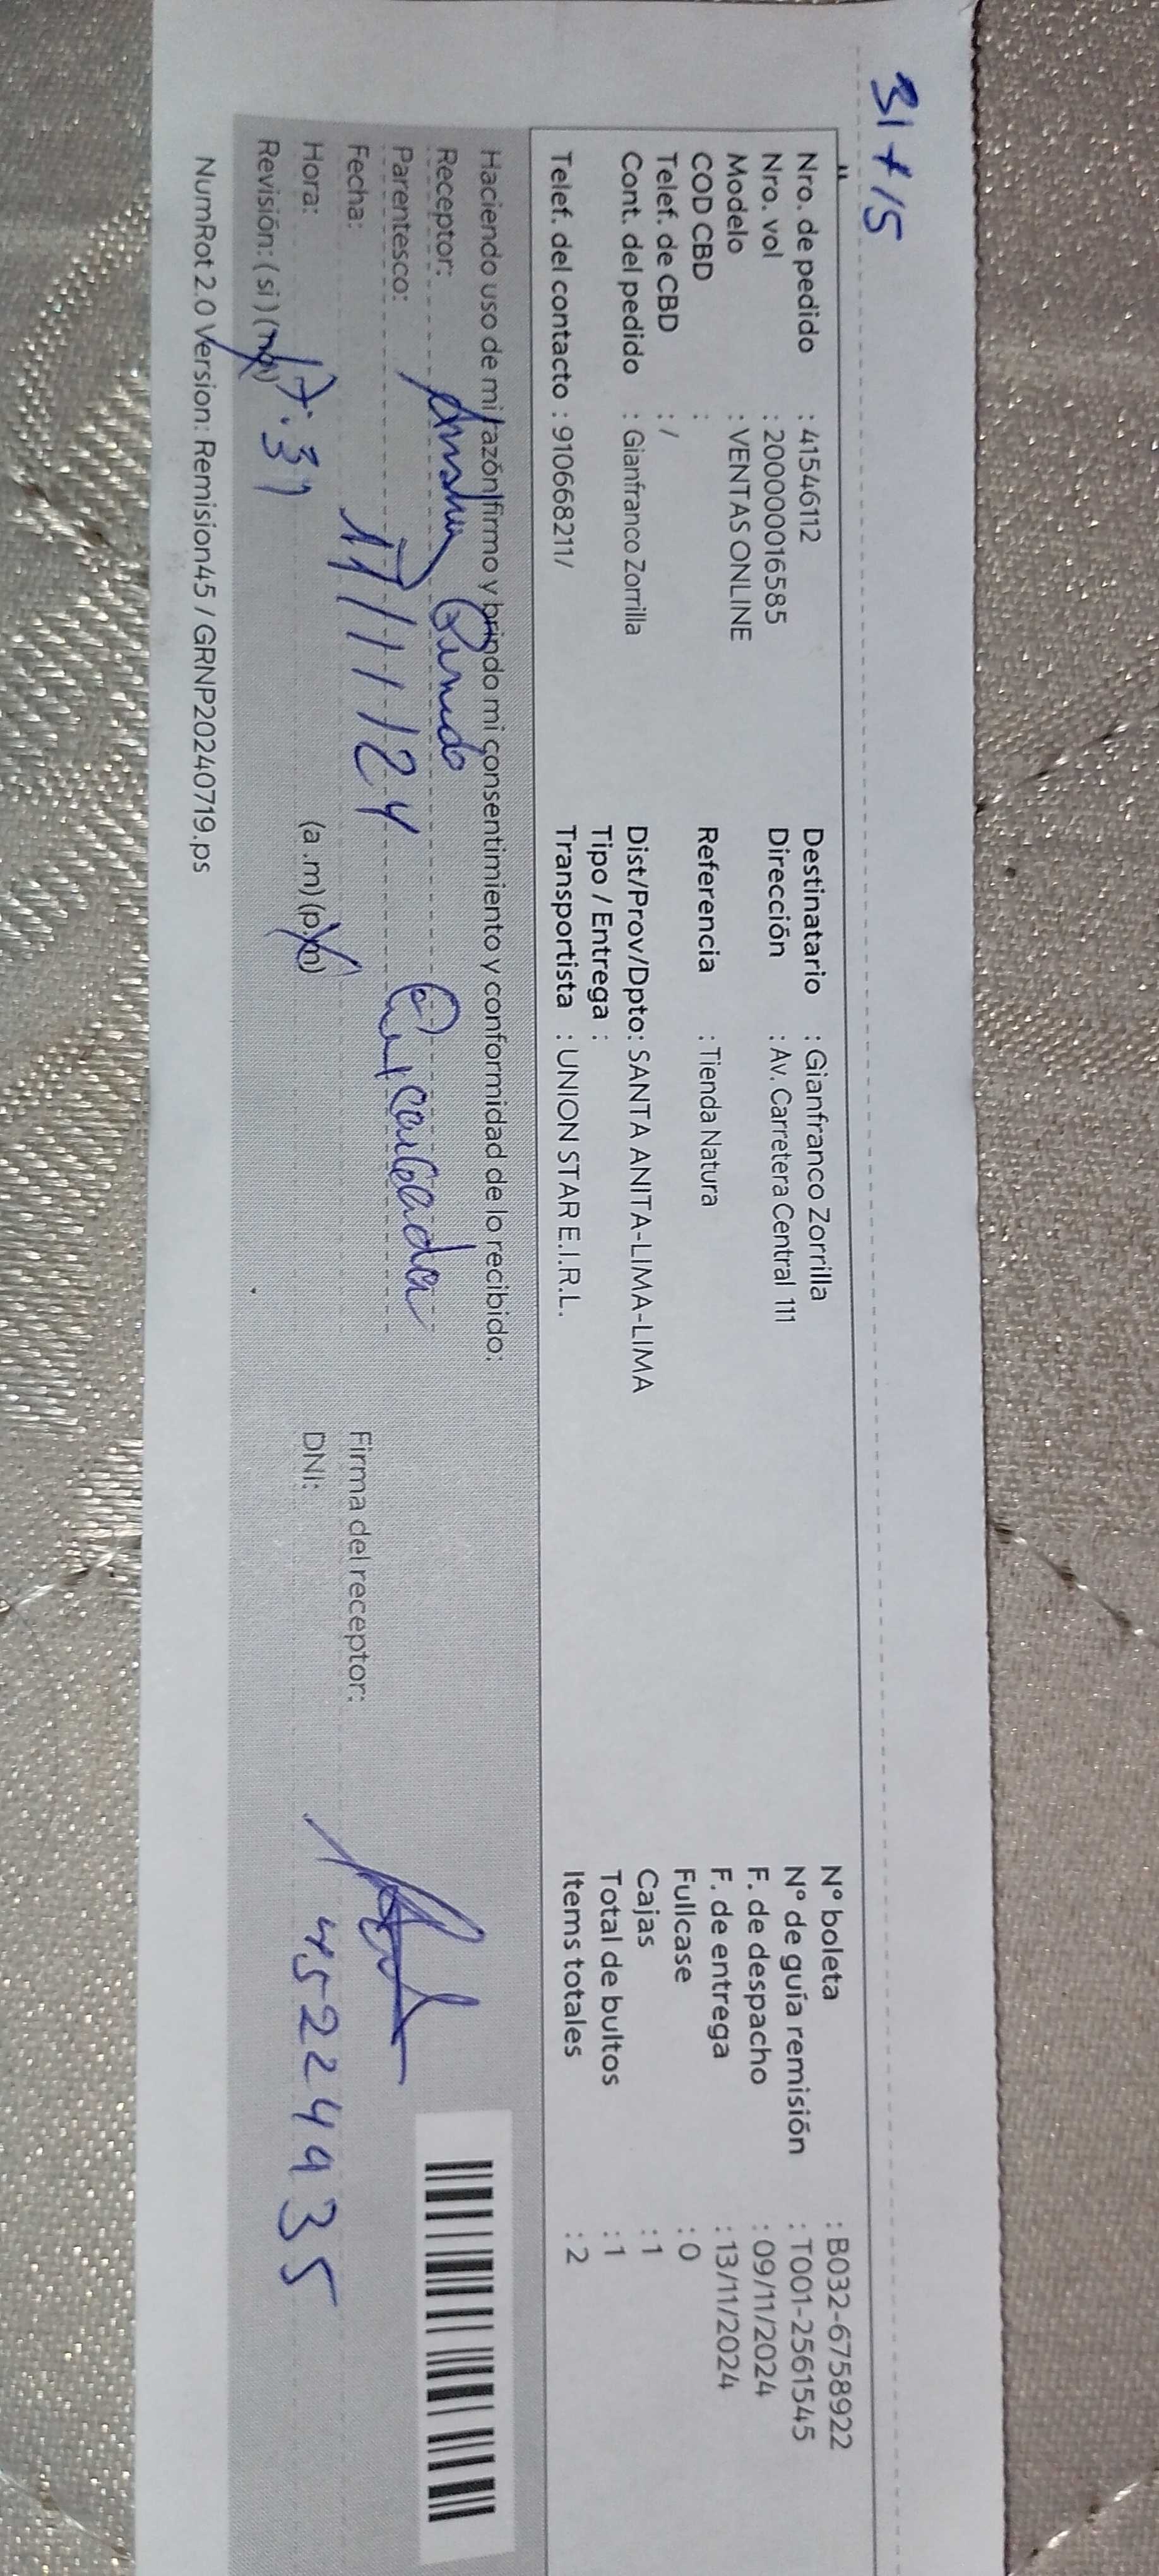 31 + 15
Nro. de pedido : 41546112
Nro. vol : 2000000016585
Modelo : VENTAS ONLINE
COD CBD :
Telef. de CBD : /
Cont. del pedido : Gianfranco Zorrilla
Telef. del contacto : 910668211/
Destinatario : Gianfranco Zorrilla
Dirección : Av. Carretera Central 111
Referencia : Tienda Natura
Dist/Prov/Dpto: SANTA ANITA-LIMA-LIMA
Tipo / Entrega :
Transportista : UNION STAR E.I.R.L.
N° boleta : B032-6758922
N° de guía remisión : T001-2561545
F. de despacho : 09/11/2024
F. de entrega : 13/11/2024
Fullcase : 0
Cajas : 1
Total de bultos : 1
Items totales : 2
Haciendo uso de mi razón firmo y brindo mi consentimiento y conformidad de lo recibido:
Receptor:
Parentesco: Encargada
Fecha: 17/11/24
Hora: 17:31 (a .m) (p.m)
Revisión: (si) (no)
Firma del receptor:
DNI: 45224935
NumRot 2.0 Version: Remision45 / GRNP20240719.ps